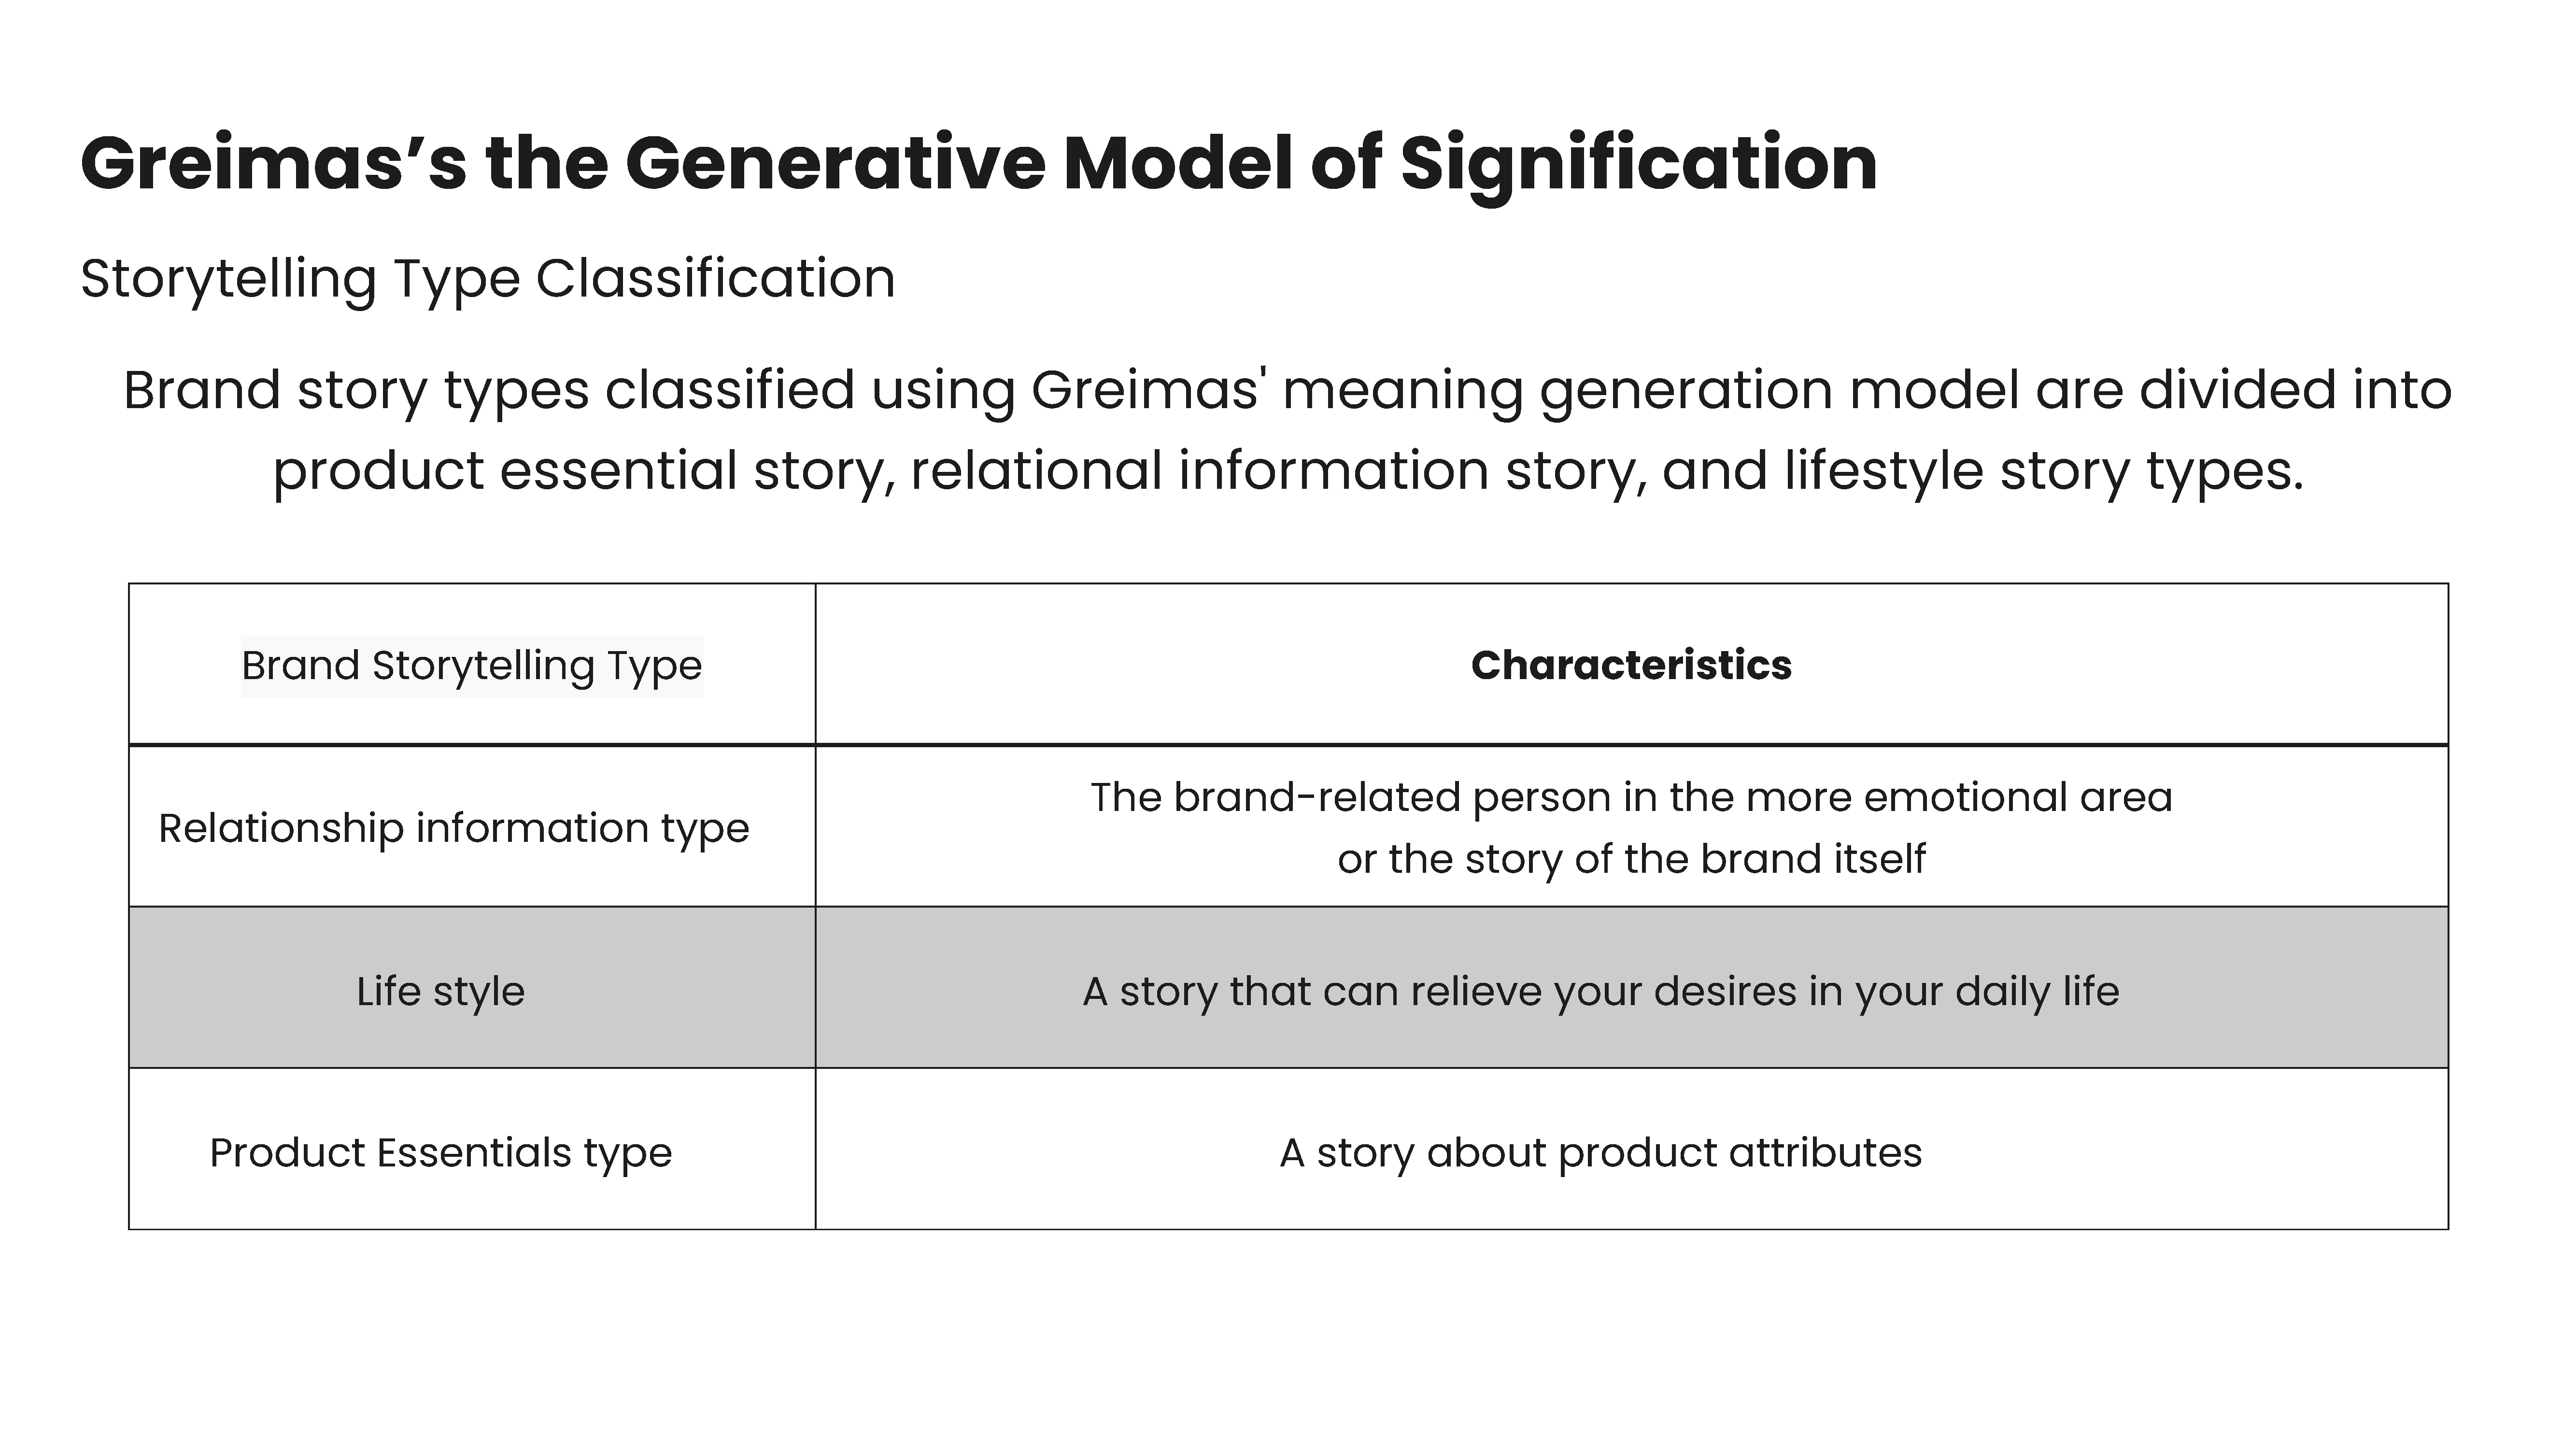 Greimas’s the Generative Model of Signification
Storytelling Type Classification
Brand story types classified using Greimas' meaning generation model are divided into
product essential story, relational information story, and lifestyle story types.
Brand Storytelling Type
Characteristics
Relationship information type
The brand-related person in the more emotional area
or the story of the brand itself
Life style
A story that can relieve your desires in your daily life
Product Essentials type
A story about product attributes